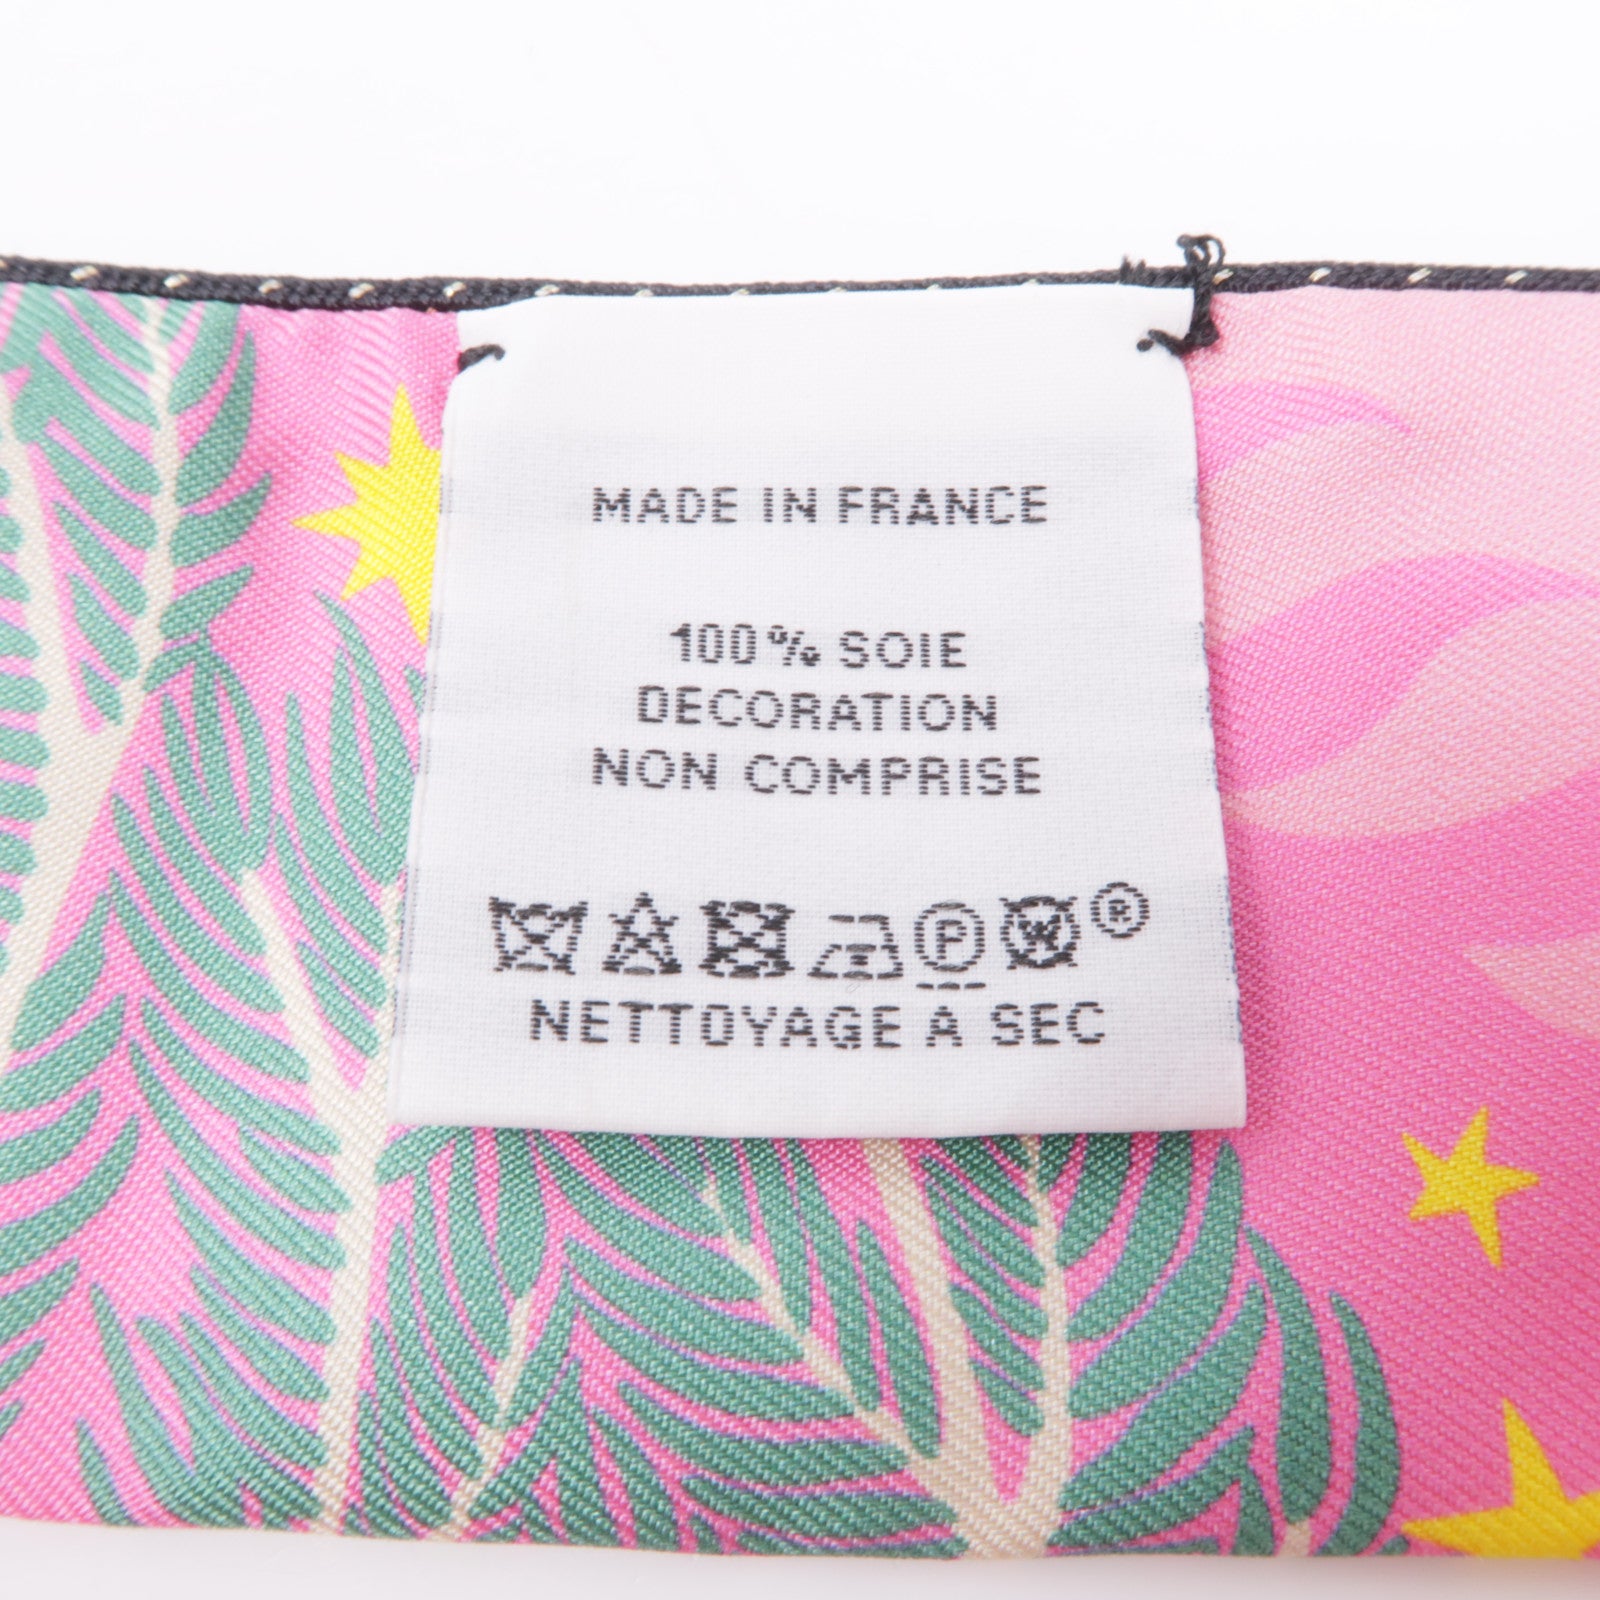 MADE IN FRANCE
100% SOIE
DECORATION
NON COMPRISE
P W ®
NETTOYAGE A SEC